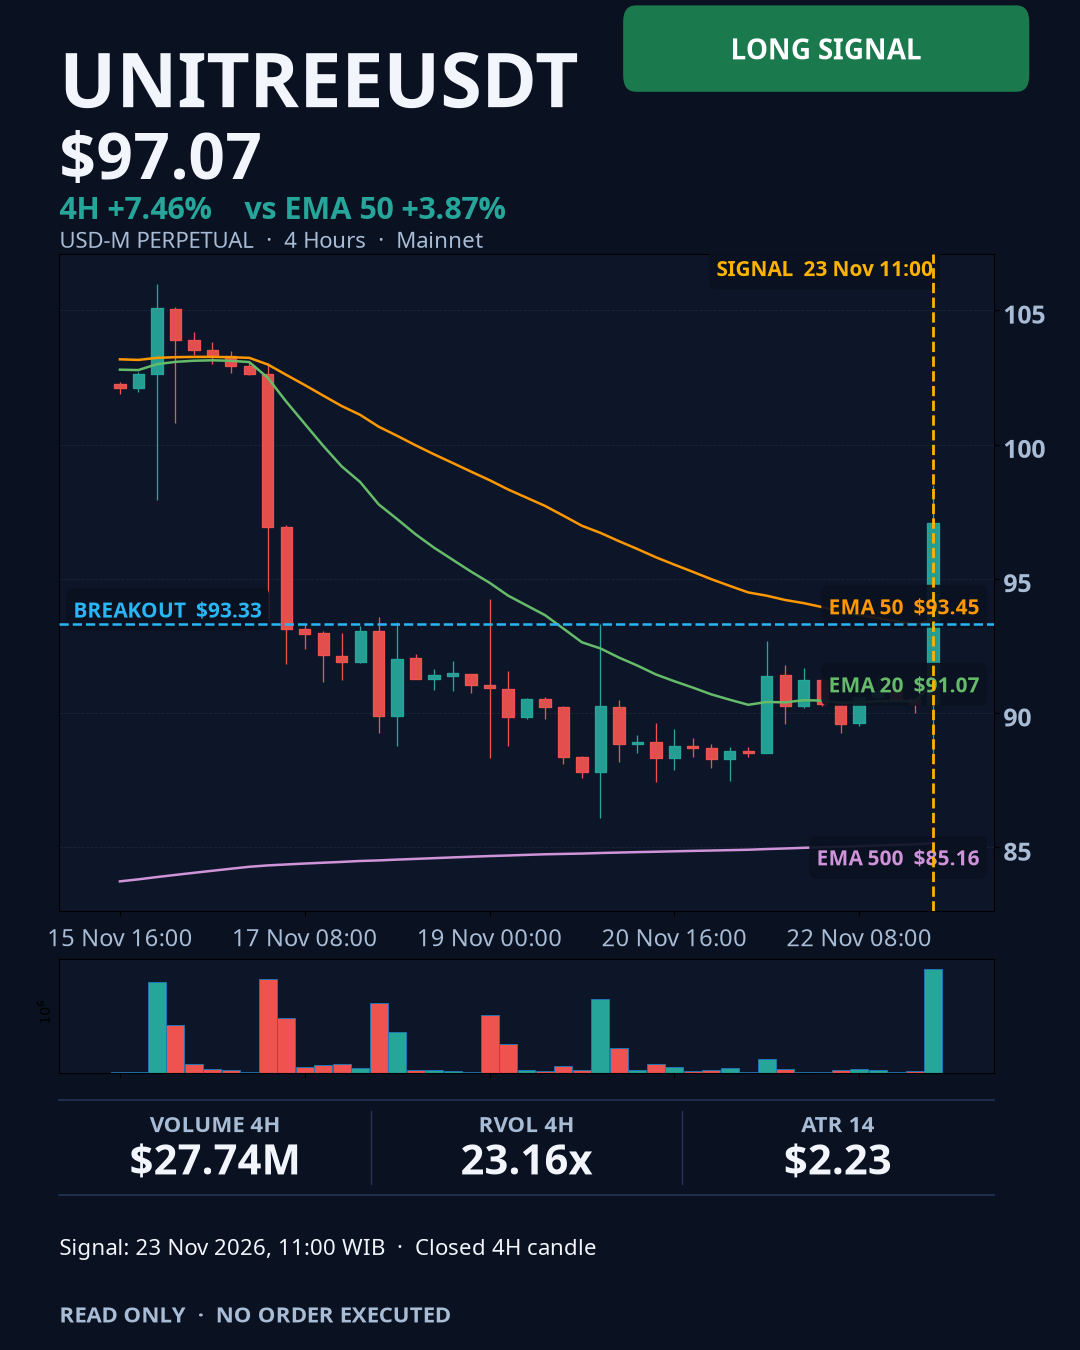 LONG SIGNAL
UNITREEUSDT
$97.07
4H +7.46% vs EMA 50 +3.87%
USD-M PERPETUAL · 4 Hours · Mainnet
SIGNAL 23 Nov 11:00
105
100
95
BREAKOUT $93.33
EMA 50 $93.45
EMA 20 $91.07
90
EMA 500 $85.16
85
15 Nov 16:00 17 Nov 08:00 19 Nov 00:00 20 Nov 16:00 22 Nov 08:00
10⁶
VOLUME 4H RVOL 4H ATR 14
$27.74M 23.16x $2.23
Signal: 23 Nov 2026, 11:00 WIB · Closed 4H candle
READ ONLY · NO ORDER EXECUTED